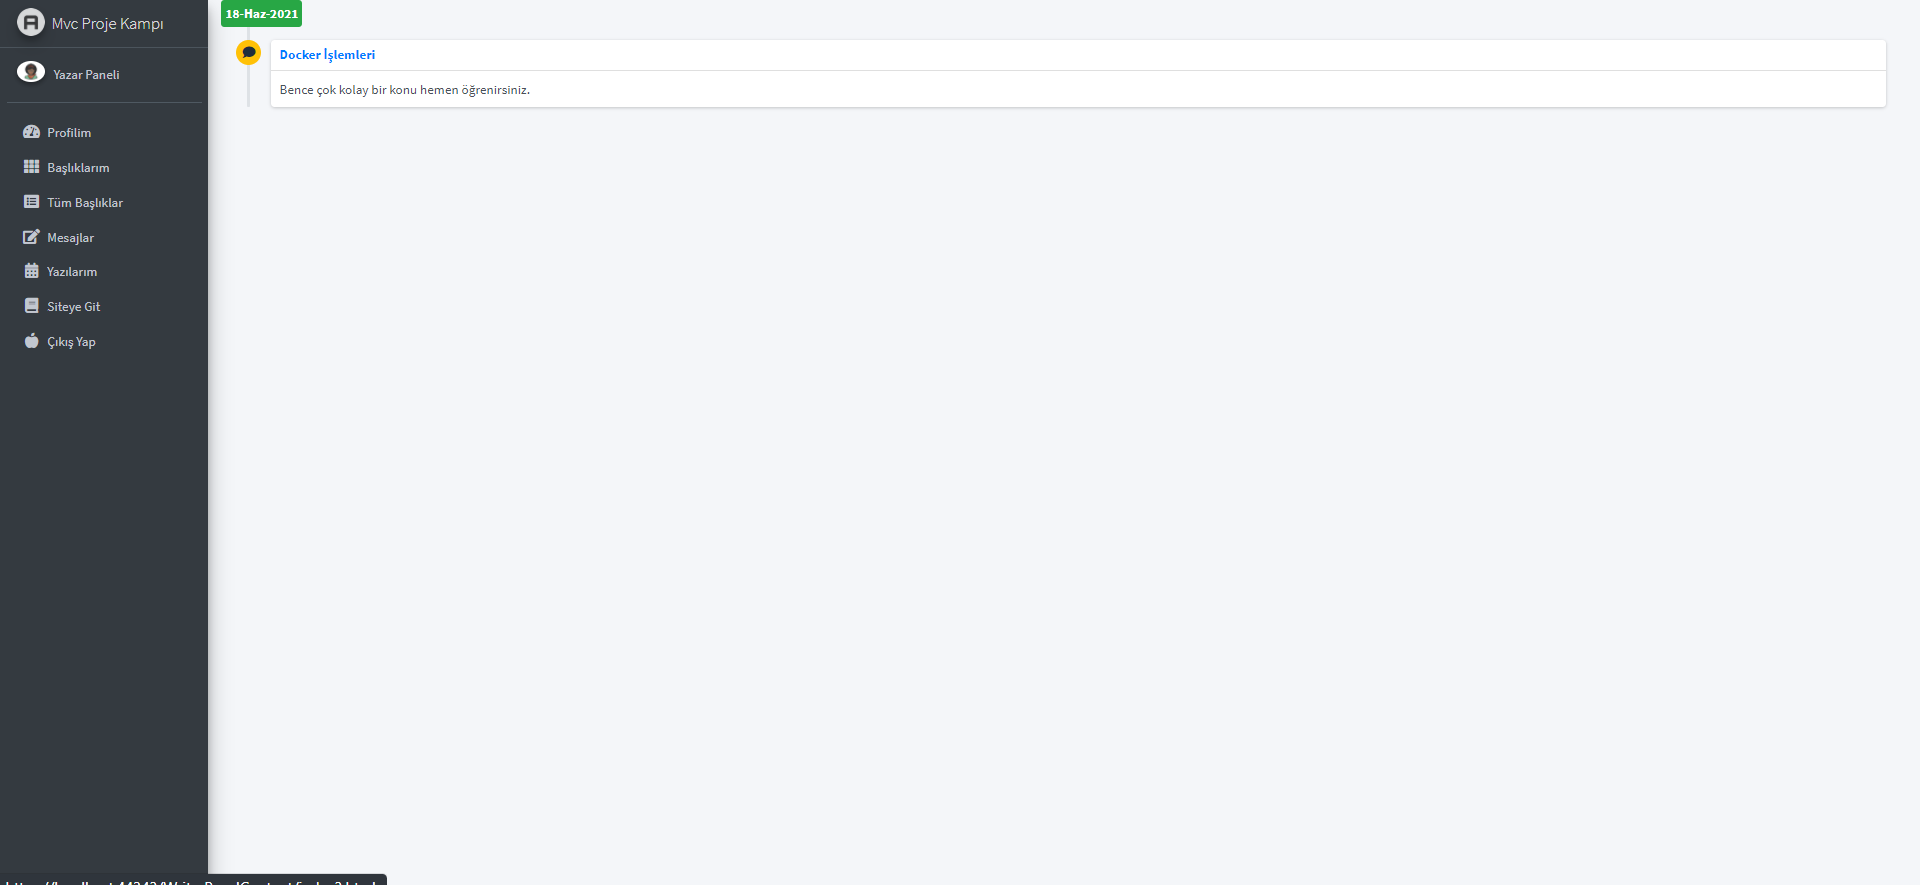 Mvc Proje Kampı
Yazar Paneli
Profilim
Başlıklarım
Tüm Başlıklar
Mesajlar
Yazılarım
Siteye Git
Çıkış Yap
18-Haz-2021
Docker İşlemleri
Bence çok kolay bir konu hemen öğrenirsiniz.